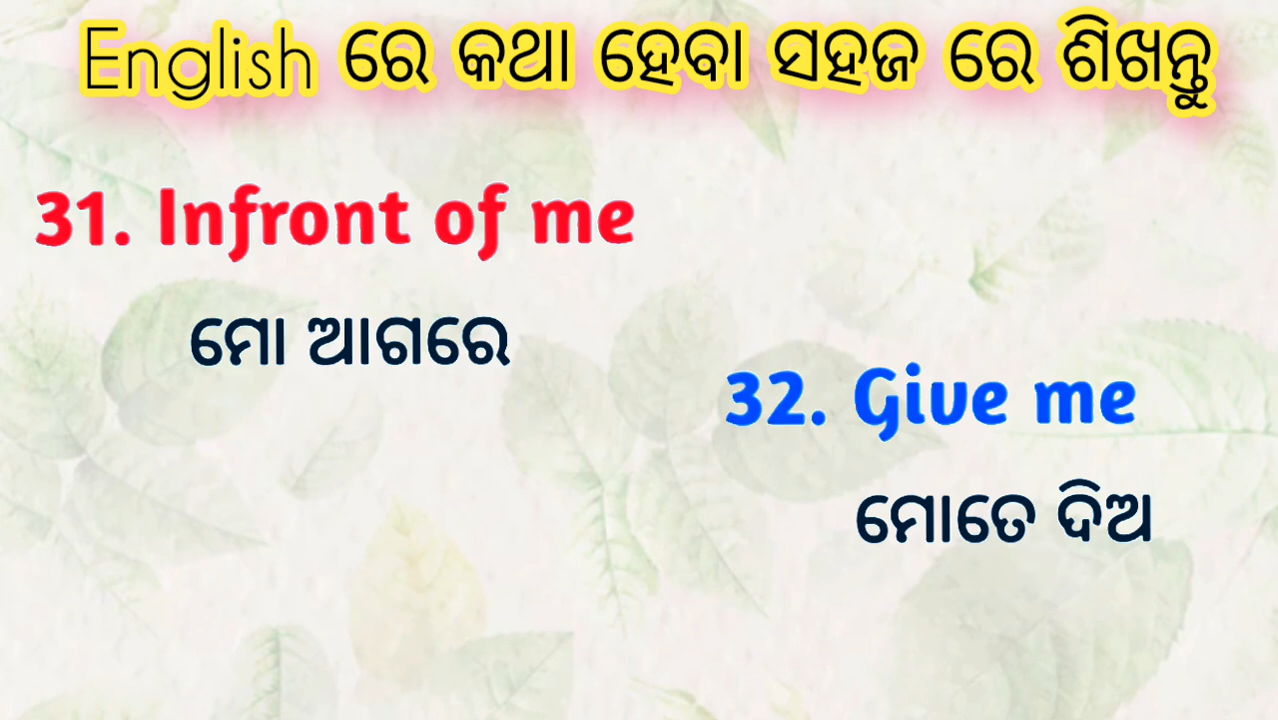 English ରେ କଥା ହେବା ସହଜ ରେ ଶିଖନ୍ତୁ
31. Infront of me
ମୋ ଆଗରେ
32. Give me
ମୋତେ ଦିଅ